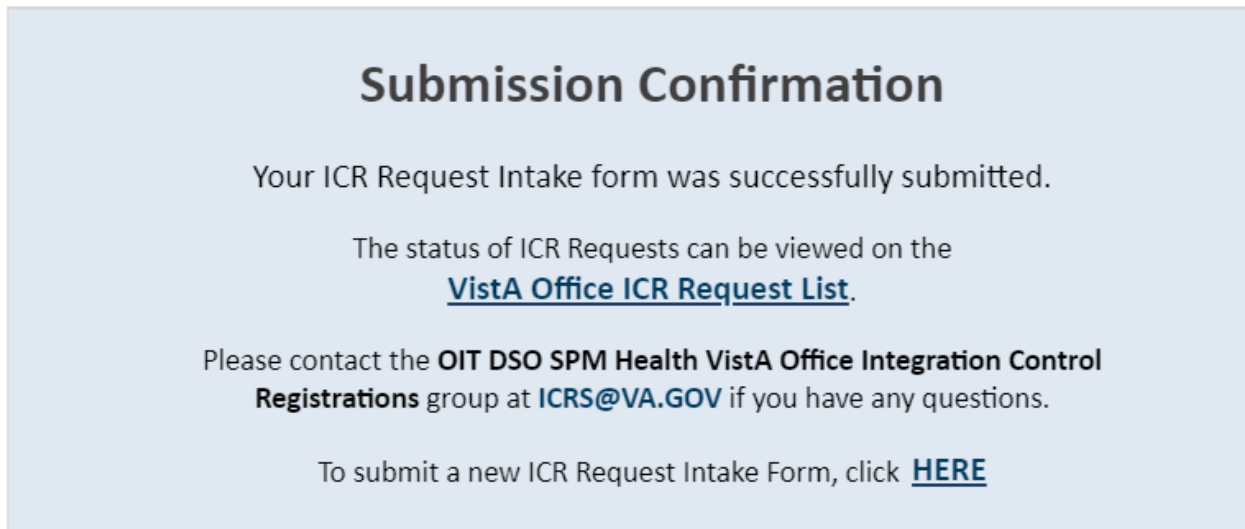 Submission Confirmation
Your ICR Request Intake form was successfully submitted.
The status of ICR Requests can be viewed on the
VistA Office ICR Request List.
Please contact the OIT DSO SPM Health VistA Office Integration Control
Registrations group at ICRS@VA.GOV if you have any questions.
To submit a new ICR Request Intake Form, click HERE